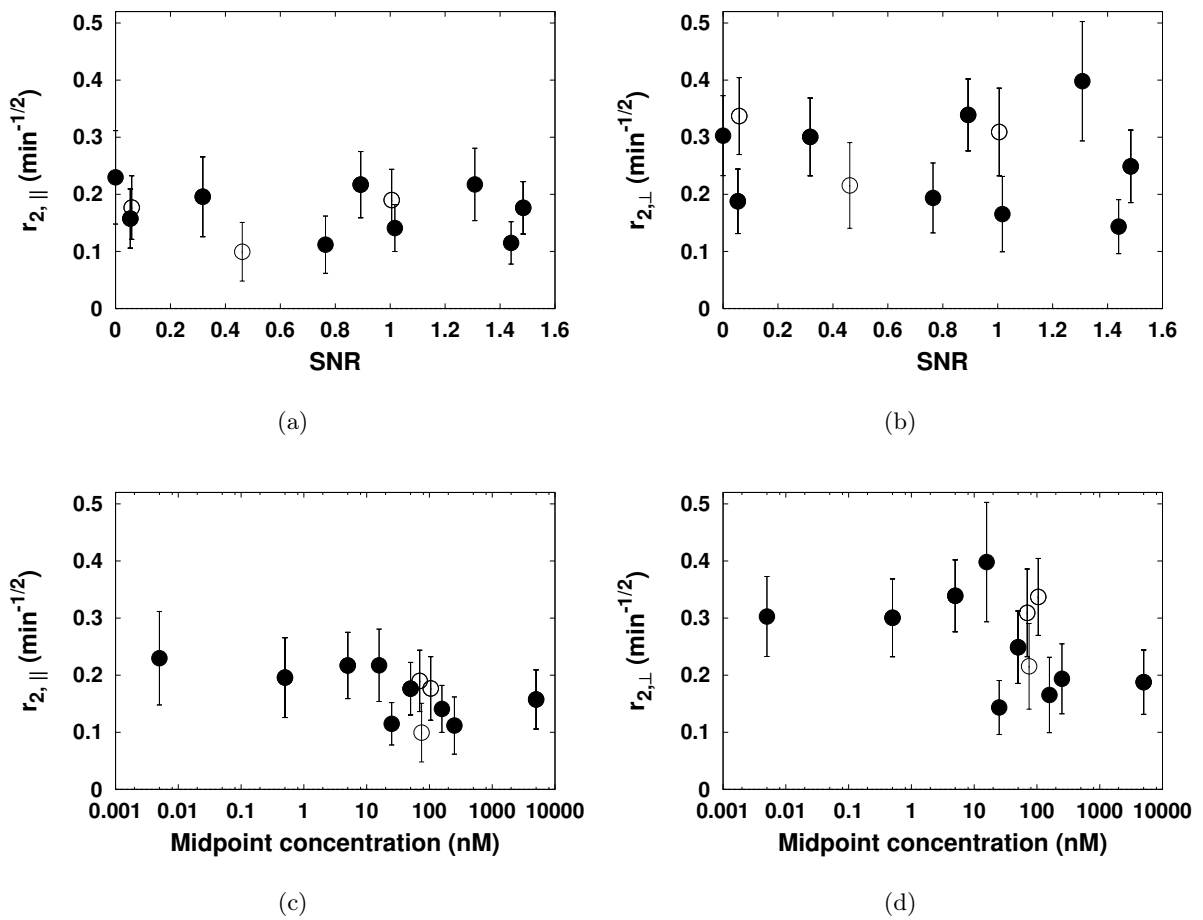 0.5 0.4 0.3 0.2 0.1 0
r2, || (min-1/2)
0 0.2 0.4 0.6 0.8 1 1.2 1.4 1.6
SNR
(a)
0.5 0.4 0.3 0.2 0.1 0
r2,⊥ (min-1/2)
0 0.2 0.4 0.6 0.8 1 1.2 1.4 1.6
SNR
(b)
0.5 0.4 0.3 0.2 0.1 0
r2, || (min-1/2)
0.001 0.01 0.1 1 10 100 1000 10000
Midpoint concentration (nM)
(c)
0.5 0.4 0.3 0.2 0.1 0
r2,⊥ (min-1/2)
0.001 0.01 0.1 1 10 100 1000 10000
Midpoint concentration (nM)
(d)